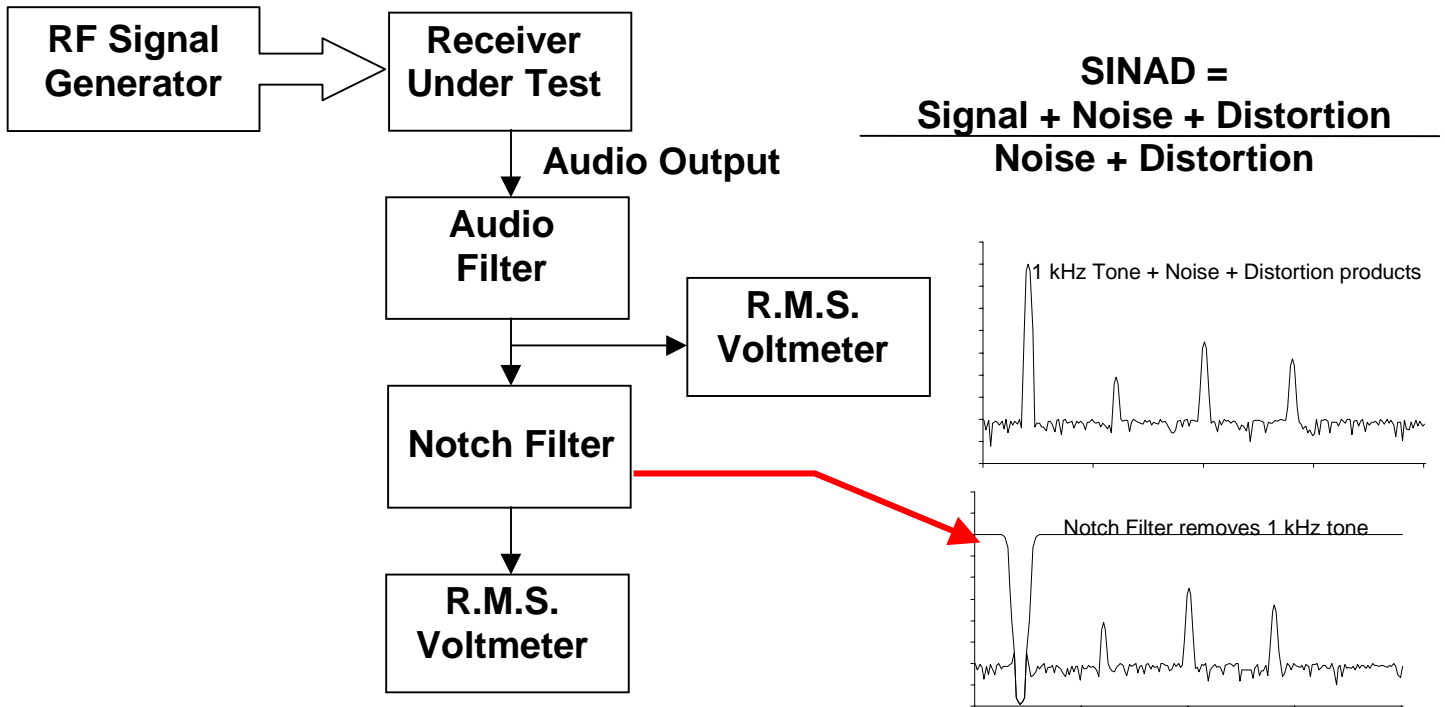 RF Signal
Generator
Receiver
Under Test
SINAD =
Signal + Noise + Distortion
Noise + Distortion
Audio Output
Audio
Filter
R.M.S.
Voltmeter
Notch Filter
R.M.S.
Voltmeter
1 kHz Tone + Noise + Distortion products
Notch Filter removes 1 kHz tone